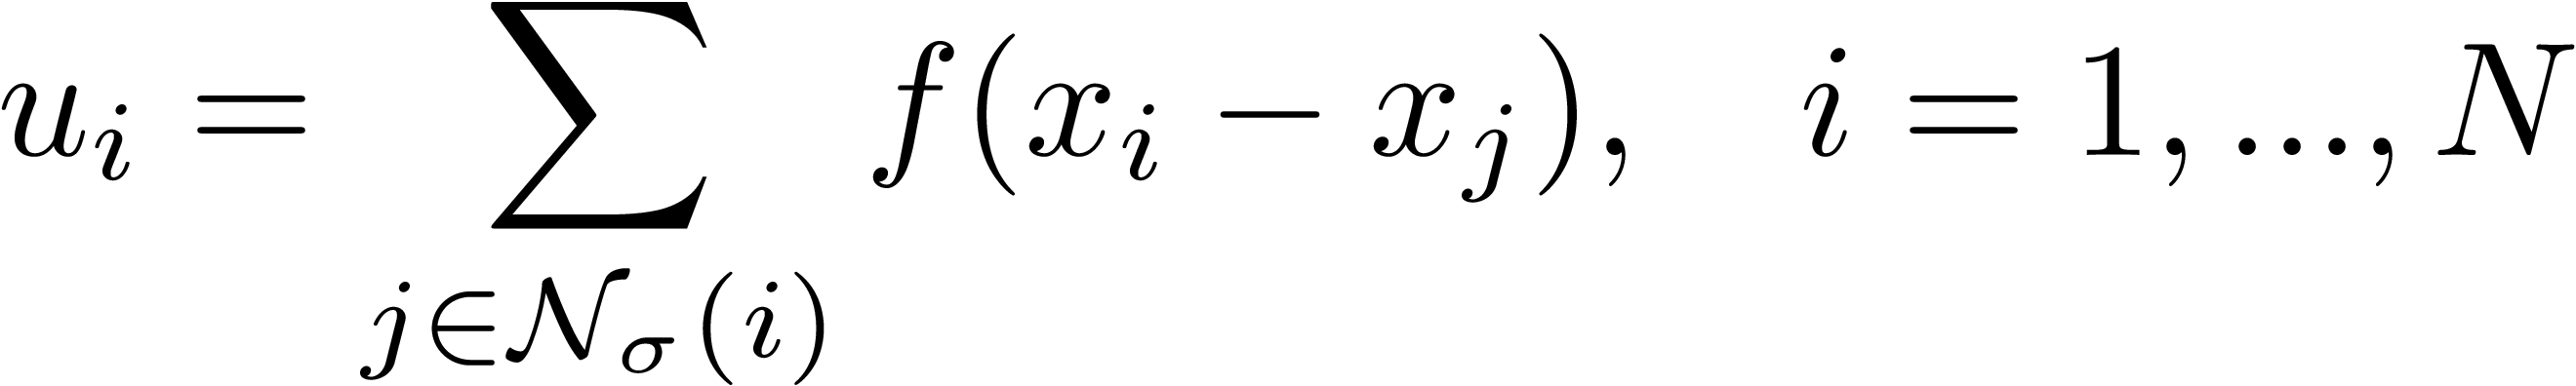 u_i = \sum_{j \in \mathcal{N}_\sigma(i)} f(x_i - x_j), \quad i = 1, ..., N